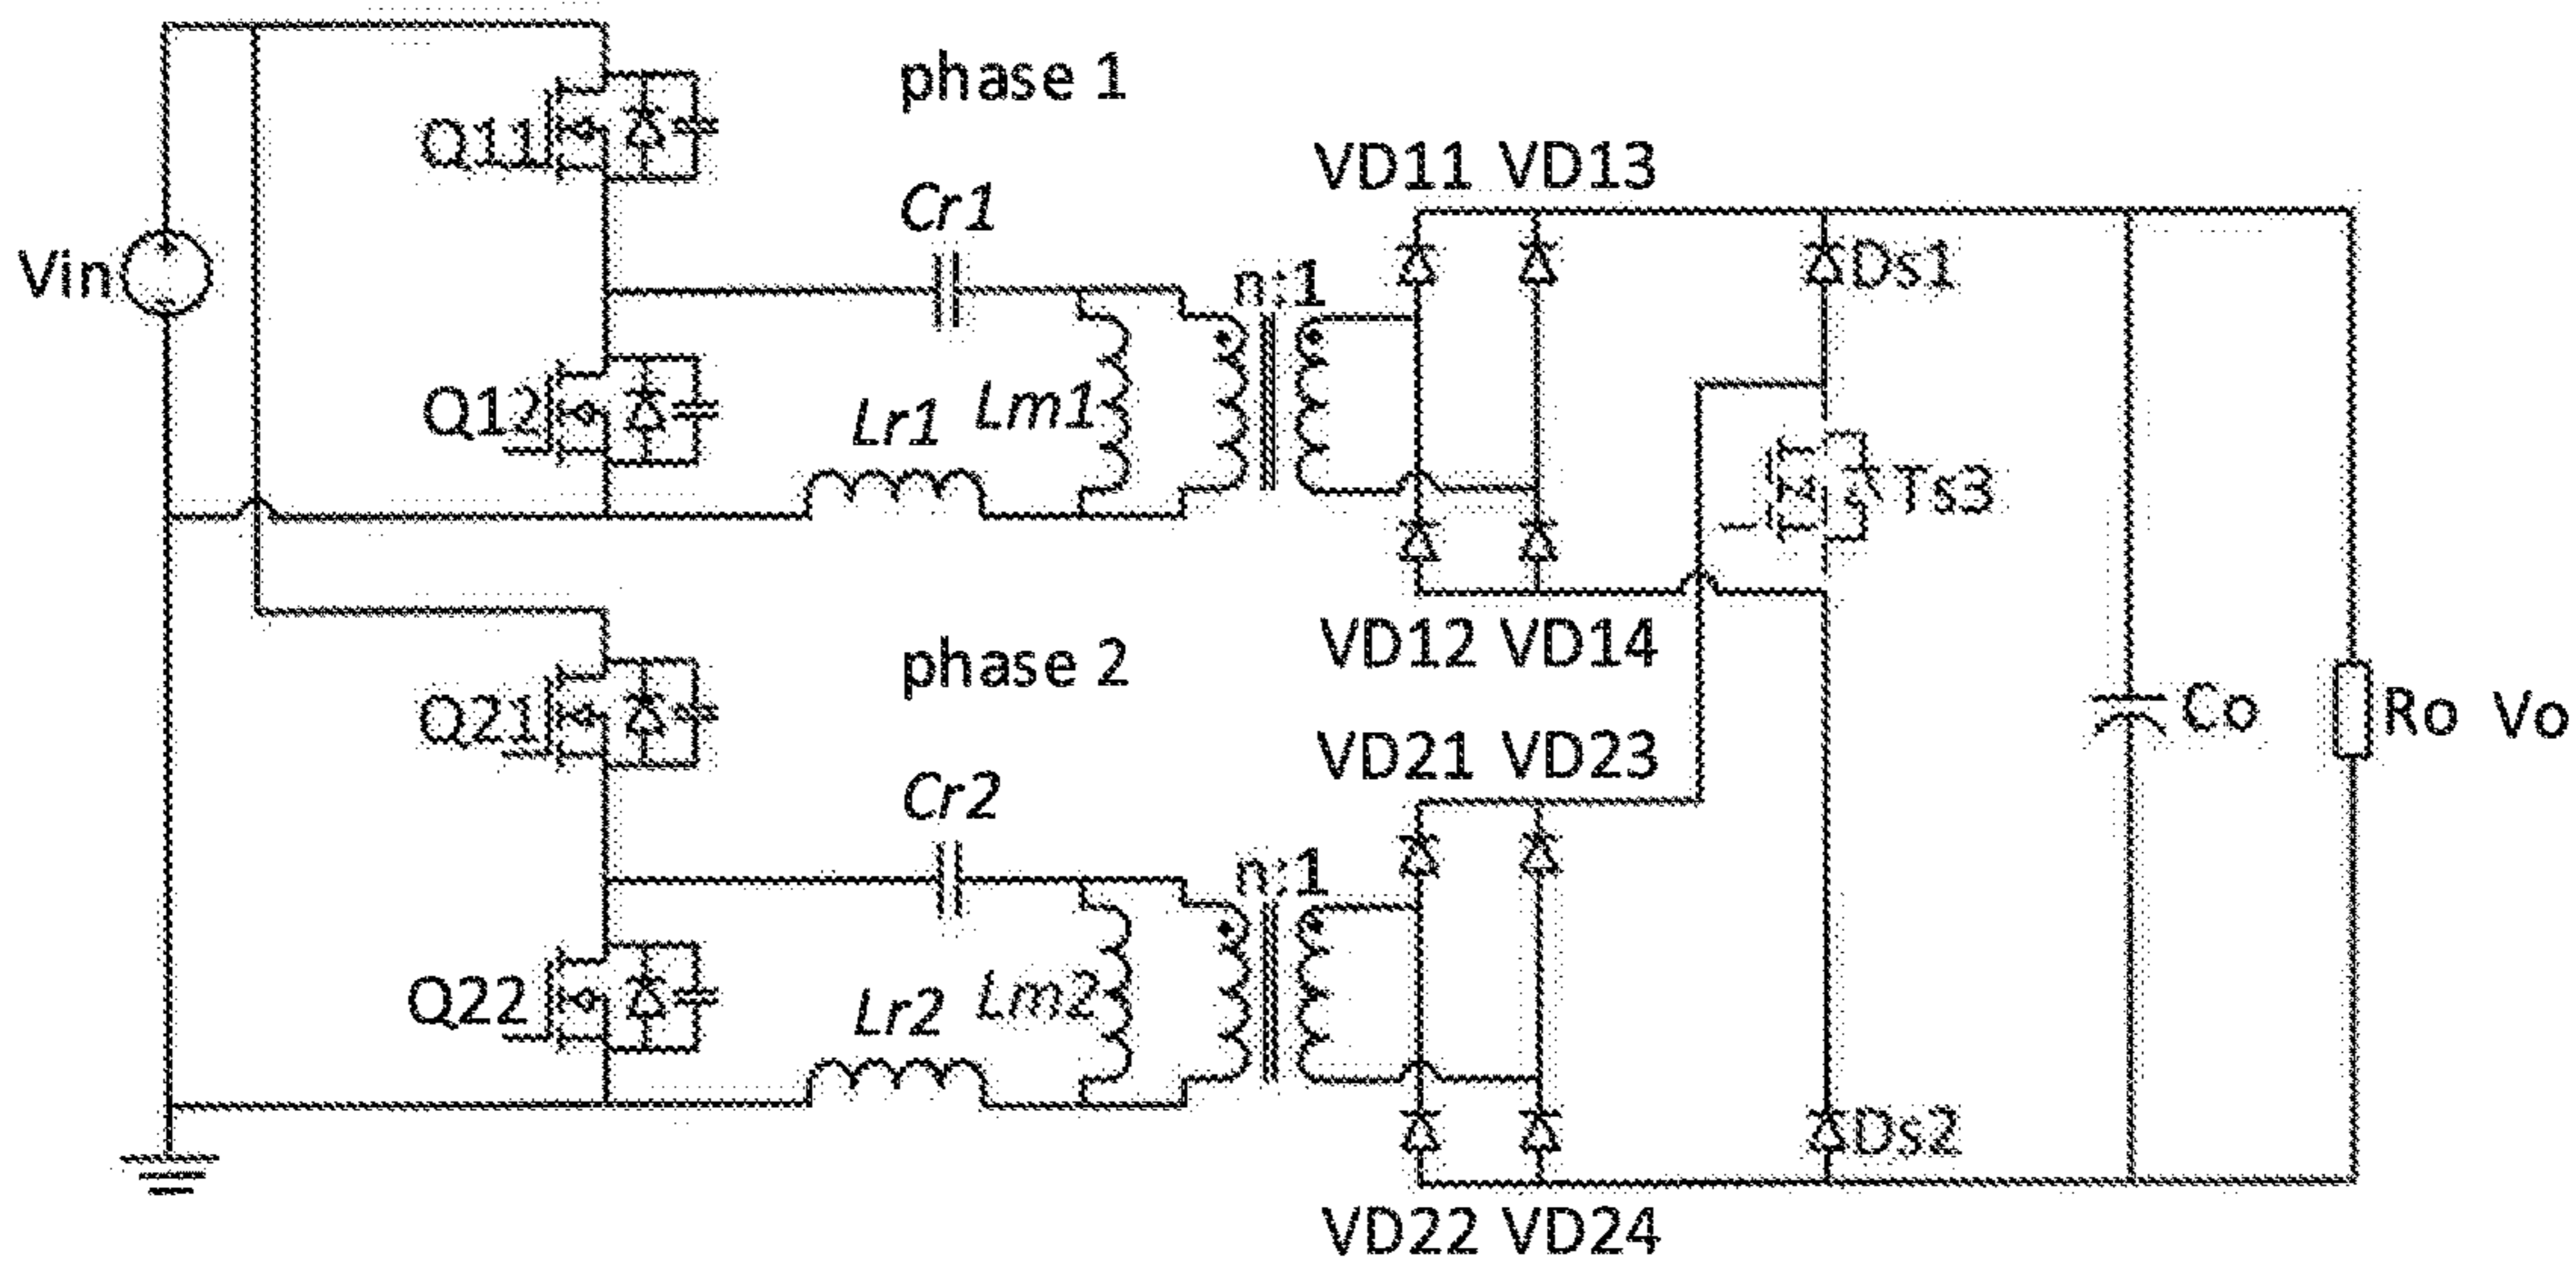 phase 1
Q11
VD11 VD13
Cr1
Vin
n:1
Ds1
Q12
Lr1
Lm1
Ts3
VD12 VD14
phase 2
Q21
Co
Ro
Vo
VD21 VD23
Cr2
n:1
Q22
Lr2
Lm2
Ds2
VD22 VD24